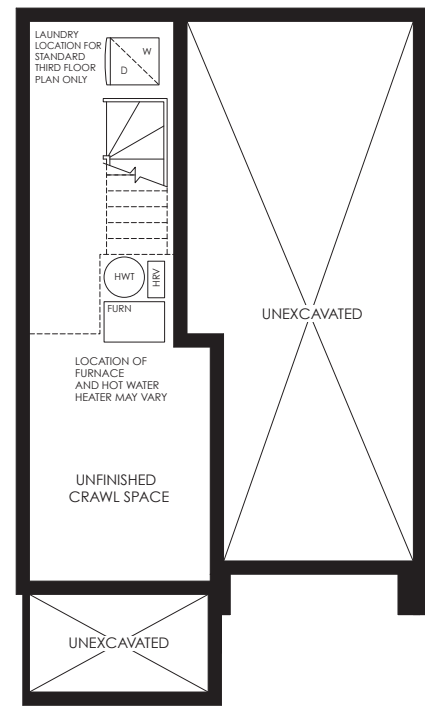 LAUNDRY
LOCATION FOR
STANDARD
THIRD FLOOR
PLAN ONLY
W
D
HWT
HRV
FURN
UNEXCAVATED
LOCATION OF
FURNACE
AND HOT WATER
HEATER MAY VARY
UNFINISHED
CRAWL SPACE
UNEXCAVATED